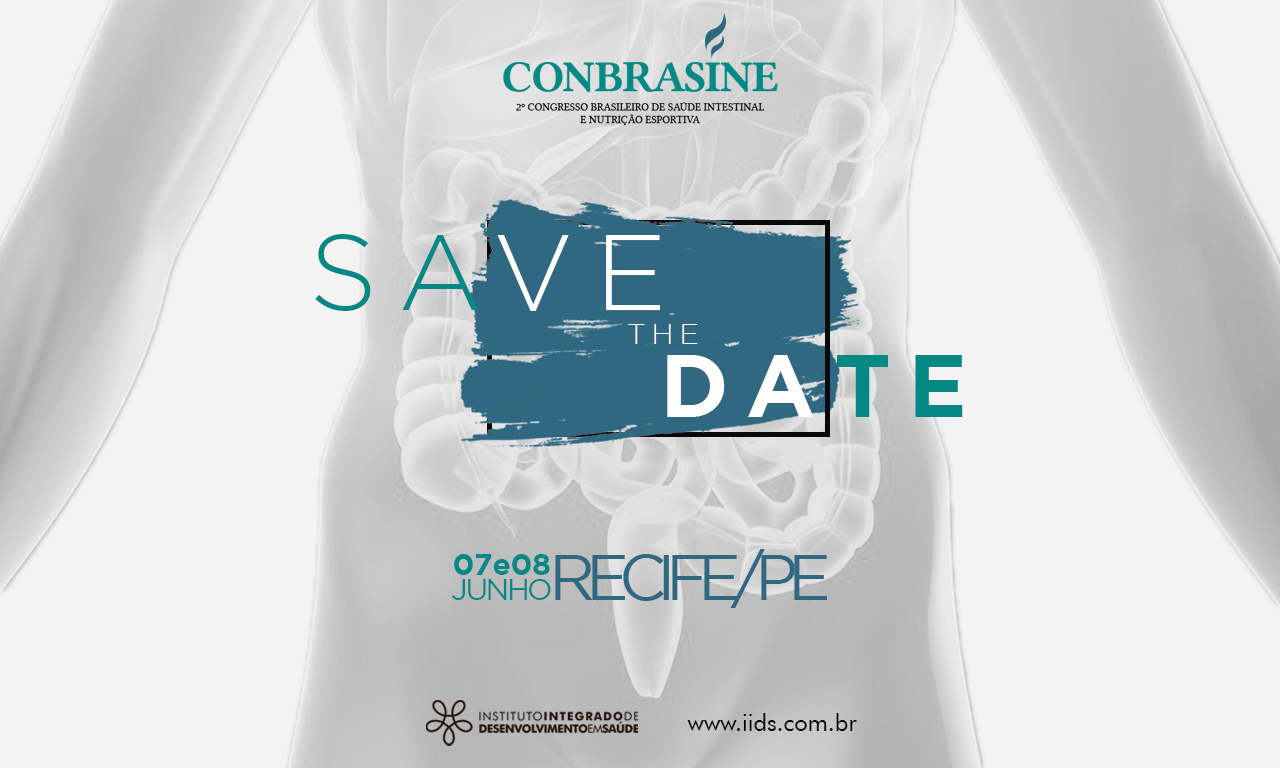 CONBRASINE
2º CONGRESSO BRASILEIRO DE SAÚDE INTESTINAL
E NUTRIÇÃO ESPORTIVA
SAVE
THE
DATE
07e08
JUNHO
RECIFE/PE
INSTITUTOINTEGRADODE
DESENVOLVIMENTOEMSAÚDE
www.iids.com.br